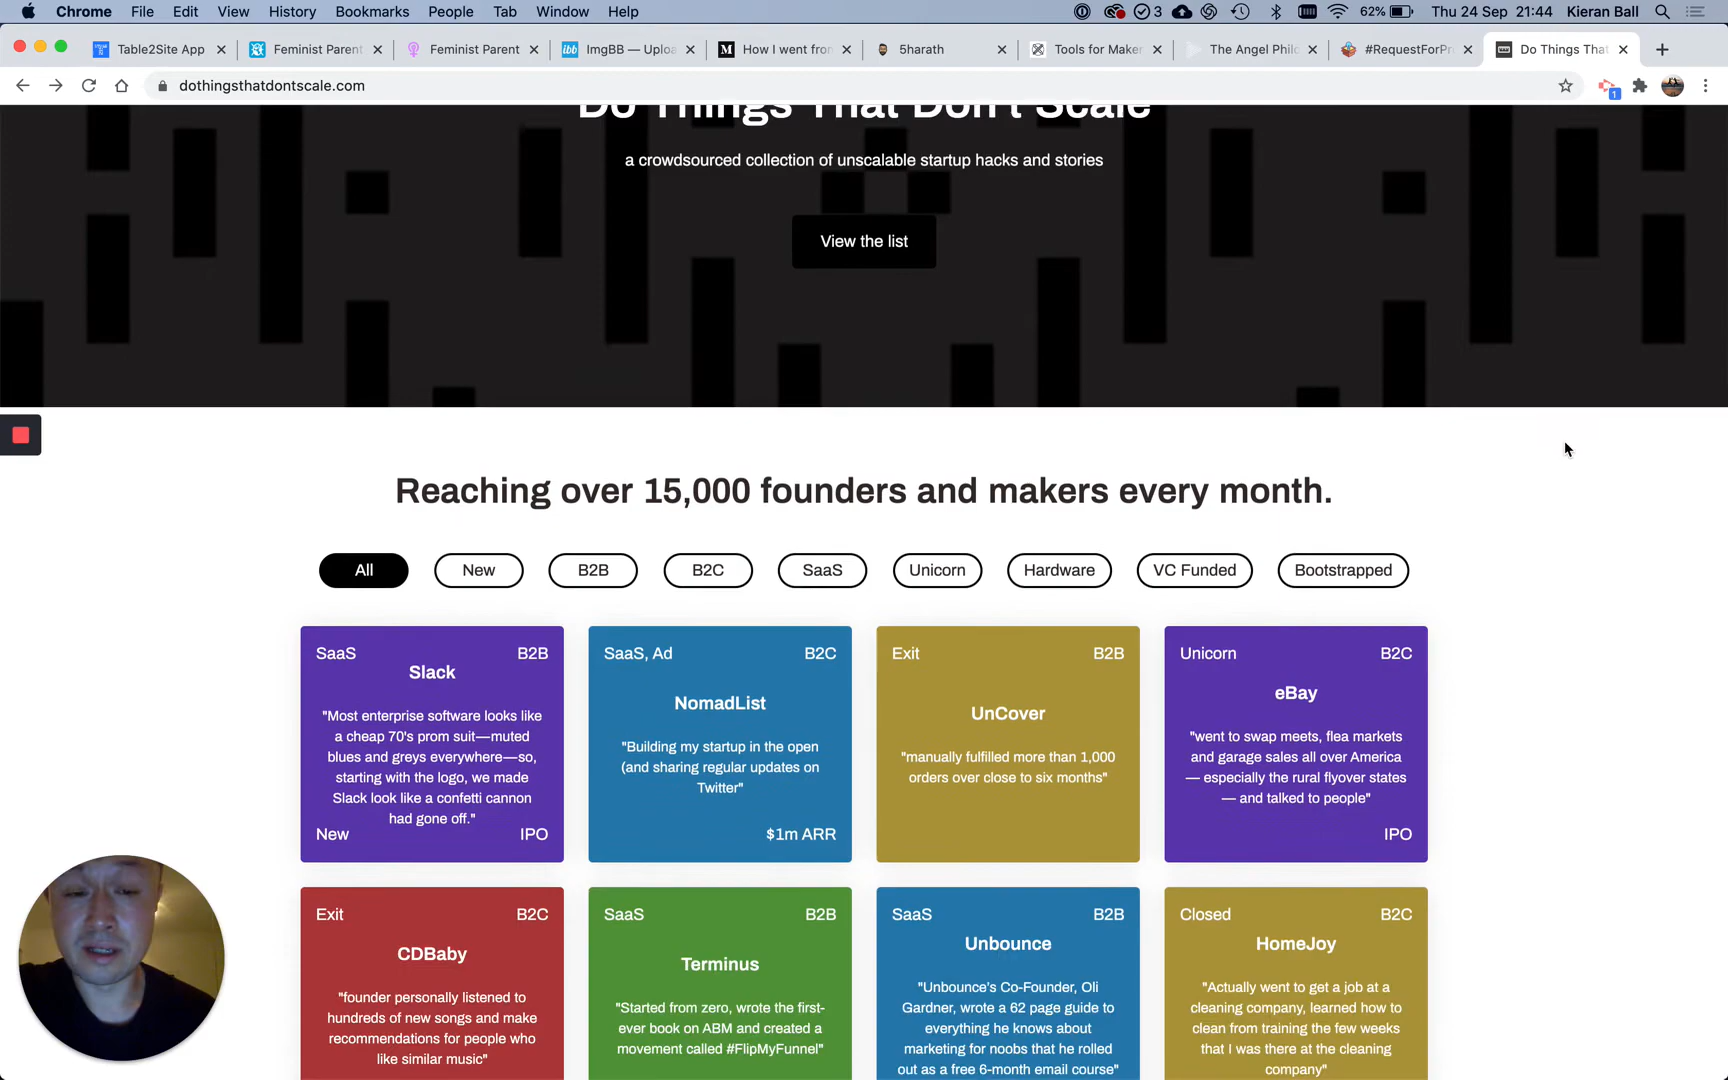 Chrome File Edit View History Bookmarks People Tab Window Help 3 62% Thu 24 Sep 21:44 Kieran Ball
Table2Site App Feminist Parent Feminist Parent ImgBB — Uploa How I went fron 5harath Tools for Maker The Angel Philo #RequestForPr Do Things That
dothingsthatdontscale.com
1
Do Things That Don't Scale
a crowdsourced collection of unscalable startup hacks and stories
View the list
Reaching over 15,000 founders and makers every month.
All New B2B B2C SaaS Unicorn Hardware VC Funded Bootstrapped
SaaS B2B
Slack
"Most enterprise software looks like
a cheap 70's prom suit—muted
blues and greys everywhere—so,
starting with the logo, we made
Slack look like a confetti cannon
had gone off."
New IPO
SaaS, Ad B2C
NomadList
"Building my startup in the open
(and sharing regular updates on
Twitter"
$1m ARR
Exit B2B
UnCover
"manually fulfilled more than 1,000
orders over close to six months"
Unicorn B2C
eBay
"went to swap meets, flea markets
and garage sales all over America
— especially the rural flyover states
— and talked to people"
IPO
Exit B2C
CDBaby
"founder personally listened to
hundreds of new songs and make
recommendations for people who
like similar music"
SaaS B2B
Terminus
"Started from zero, wrote the first-
ever book on ABM and created a
movement called #FlipMyFunnel"
SaaS B2B
Unbounce
"Unbounce's Co-Founder, Oli
Gardner, wrote a 62 page guide to
everything he knows about
marketing for noobs that he rolled
out as a free 6-month email course"
Closed B2C
HomeJoy
"Actually went to get a job at a
cleaning company, learned how to
clean from training the few weeks
that I was there at the cleaning
company"